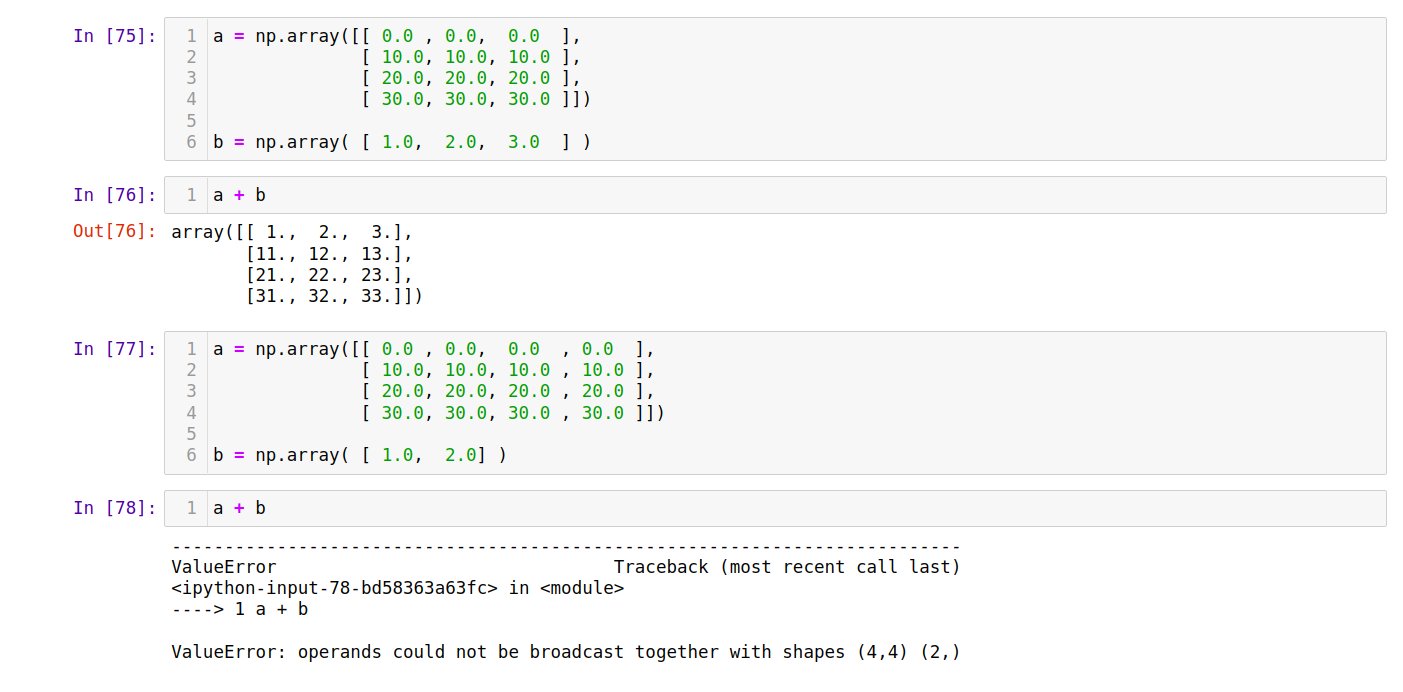 In [75]:
1 a = np.array([[ 0.0 , 0.0,  0.0  ],
2               [ 10.0, 10.0, 10.0 ],
3               [ 20.0, 20.0, 20.0 ],
4               [ 30.0, 30.0, 30.0 ]])
5
6 b = np.array( [ 1.0,  2.0,  3.0  ] )
In [76]:
1 a + b
Out[76]: array([[ 1.,  2.,  3.],
       [11., 12., 13.],
       [21., 22., 23.],
       [31., 32., 33.]])
In [77]:
1 a = np.array([[ 0.0 , 0.0,  0.0  , 0.0  ],
2               [ 10.0, 10.0, 10.0 , 10.0 ],
3               [ 20.0, 20.0, 20.0 , 20.0 ],
4               [ 30.0, 30.0, 30.0 , 30.0 ]])
5
6 b = np.array( [ 1.0,  2.0] )
In [78]:
1 a + b
---------------------------------------------------------------------------
ValueError                                Traceback (most recent call last)
<ipython-input-78-bd58363a63fc> in <module>
----> 1 a + b

ValueError: operands could not be broadcast together with shapes (4,4) (2,)